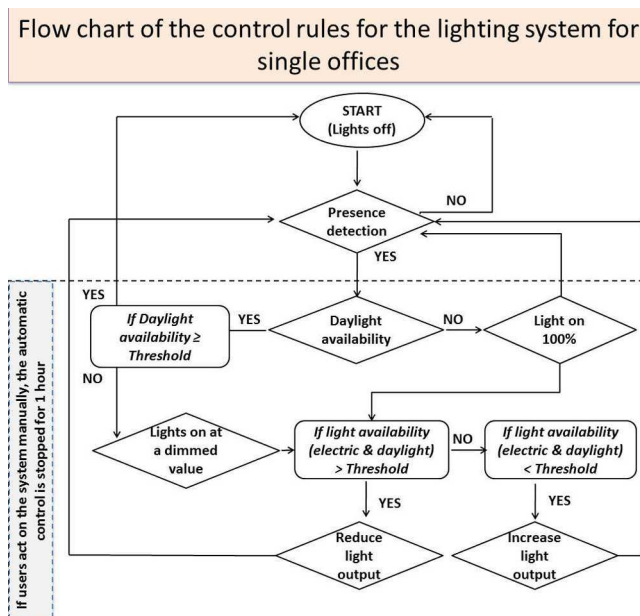 Flow chart of the control rules for the lighting system for
single offices
START
(Lights off)
NO
Presence
detection
YES
YES
If Daylight
availability ≥
Threshold
YES
Daylight
availability
NO
Light on
100%
NO
Lights on at
a dimmed
value
If light availability
(electric & daylight)
> Threshold
NO
If light availability
(electric & daylight)
< Threshold
YES
YES
Reduce
light
output
Increase
light
output
If users act on the system manually, the automatic
control is stopped for 1 hour